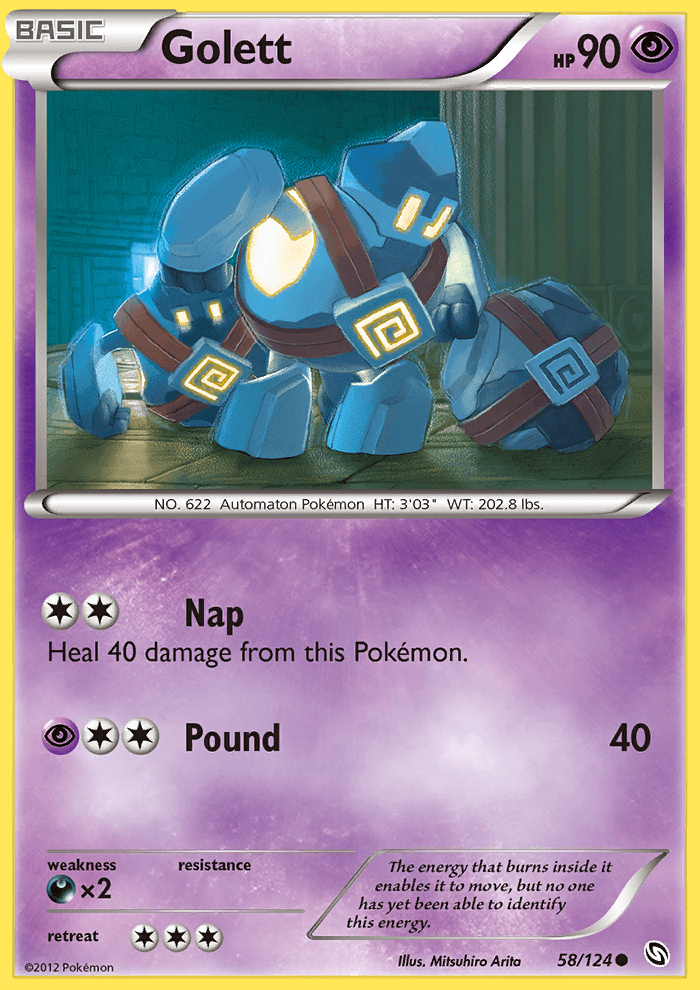 BASIC
Golett
HP 90
NO. 622 Automaton Pokémon HT: 3'03" WT: 202.8 lbs.
Nap
Heal 40 damage from this Pokémon.
Pound 40
weakness resistance
×2
The energy that burns inside it
enables it to move, but no one
has yet been able to identify
this energy.
retreat
©2012 Pokémon
Illus. Mitsuhiro Arita 58/124